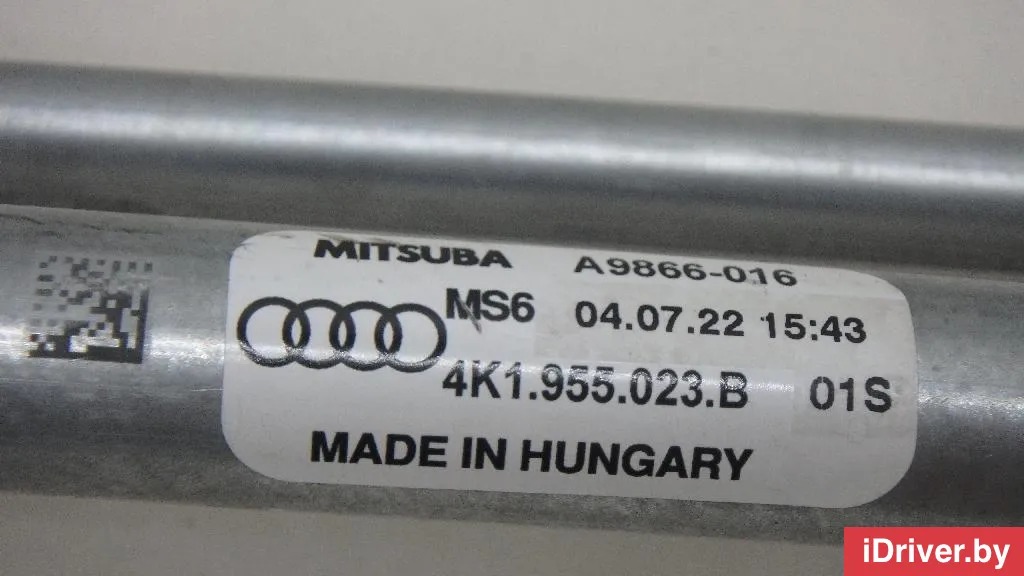 MITSUBA A9866-016
MS6 04.07.22 15:43
4K1.955.023.B 01S
MADE IN HUNGARY
iDriver.by